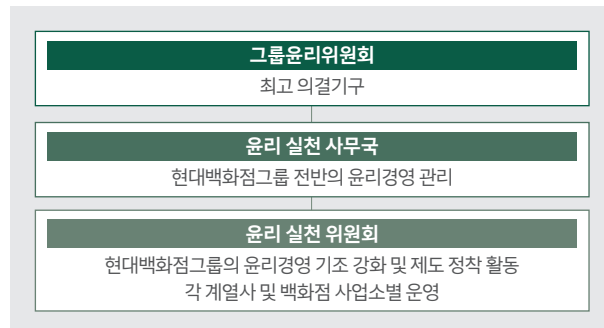 그룹윤리위원회
최고 의결기구
윤리 실천 사무국
현대백화점그룹 전반의 윤리경영 관리
윤리 실천 위원회
현대백화점그룹의 윤리경영 기조 강화 및 제도 정착 활동
각 계열사 및 백화점 사업소별 운영